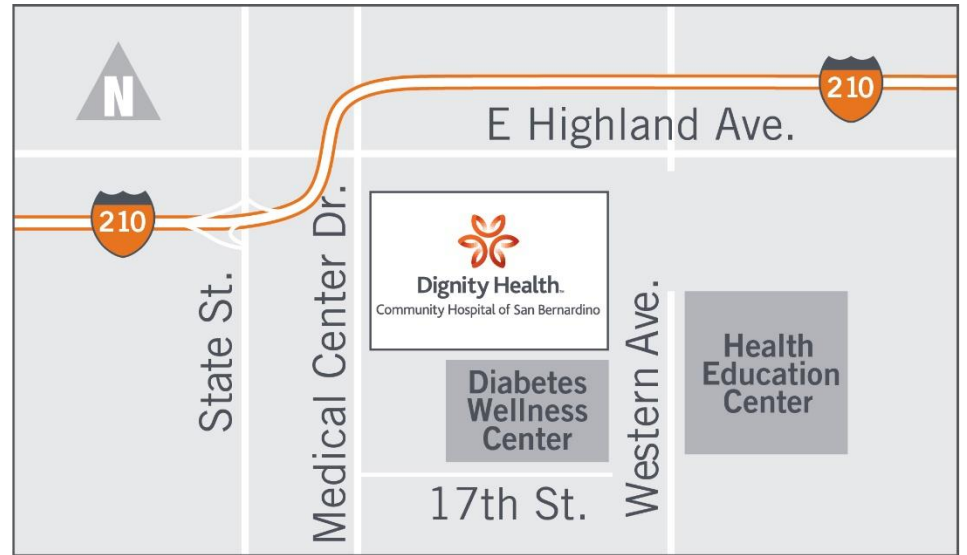 N
210
E Highland Ave.
210
State St.
Medical Center Dr.
Dignity Health™
Community Hospital of San Bernardino
Western Ave.
Health
Education
Center
Diabetes
Wellness
Center
17th St.